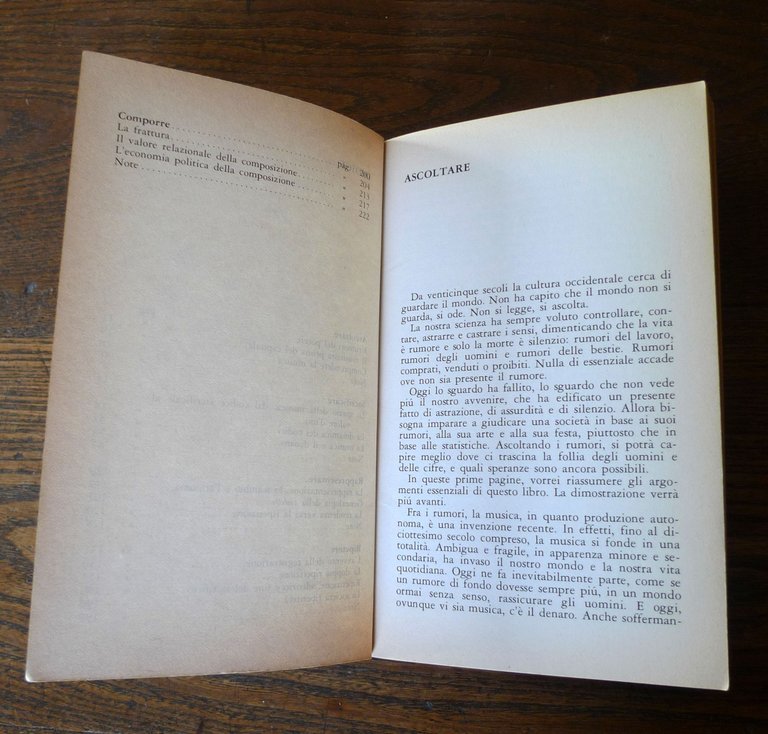 Comporre pag. 200
La frattura » 204
Il valore relazionale della composizione » 213
L'economia politica della composizione » 217
Note » 222
ASCOLTARE
Da venticinque secoli la cultura occidentale cerca di
guardare il mondo. Non ha capito che il mondo non si
guarda, si ode. Non si legge, si ascolta.
La nostra scienza ha sempre voluto controllare, con-
tare, astrarre e castrare i sensi, dimenticando che la vita
è rumore e solo la morte è silenzio: rumori del lavoro,
rumori degli uomini e rumori delle bestie. Rumori
comprati, venduti o proibiti. Nulla di essenziale accade
ove non sia presente il rumore.
Oggi lo sguardo ha fallito, lo sguardo che non vede
piú il nostro avvenire, che ha edificato un presente
fatto di astrazione, di assurdità e di silenzio. Allora bi-
sogna imparare a giudicare una società in base ai suoi
rumori, alla sua arte e alla sua festa, piuttosto che in
base alle statistiche. Ascoltando i rumori, si potrà ca-
pire meglio dove ci trascina la follia degli uomini e
delle cifre, e quali speranze sono ancora possibili.
In queste prime pagine, vorrei riassumere gli argo-
menti essenziali di questo libro. La dimostrazione verrà
piú avanti.
Fra i rumori, la musica, in quanto produzione auto-
noma, è una invenzione recente. In effetti, fino al di-
ciottesimo secolo compreso, la musica si fonde in una
totalità. Ambigua e fragile, in apparenza minore e se-
condaria, ha invaso il nostro mondo e la nostra vita
quotidiana. Oggi ne fa inevitabilmente parte, come se
un rumore di fondo dovesse sempre piú, in un mondo
ormai senza senso, rassicurare gli uomini. E oggi,
ovunque vi sia musica, c'è il denaro. Anche sofferman-